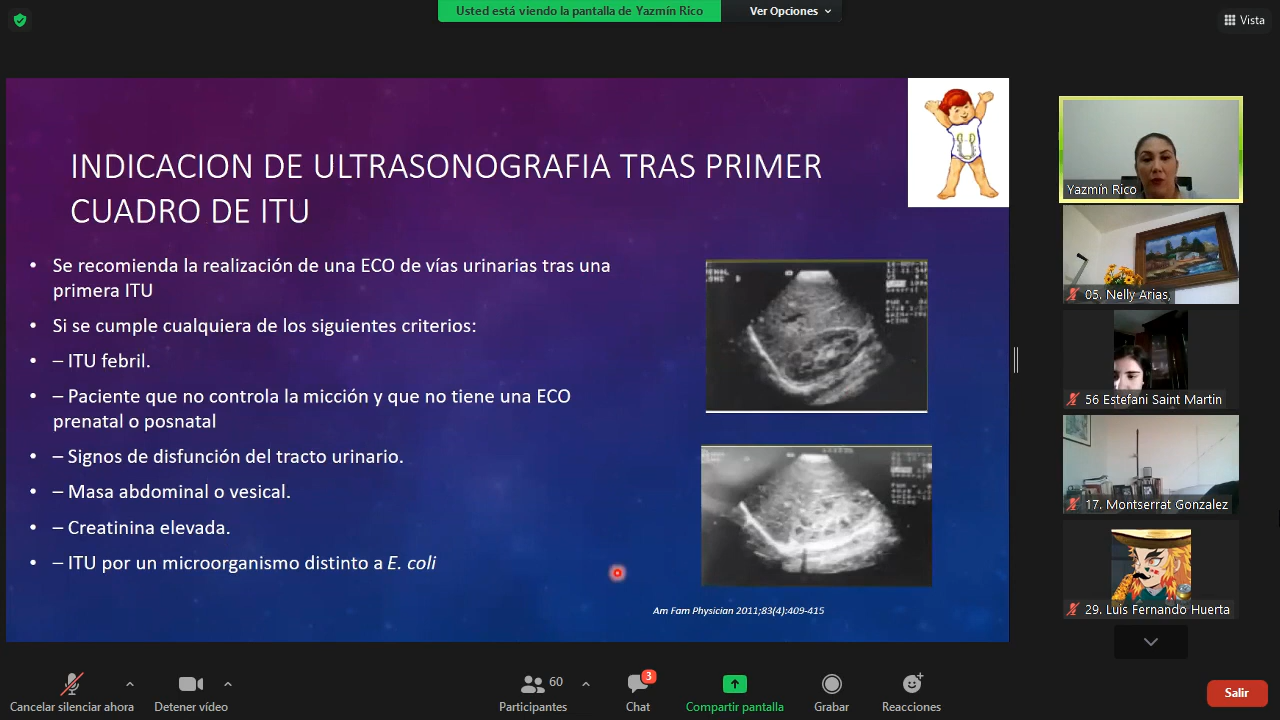 Usted está viendo la pantalla de Yazmín Rico
Ver Opciones
Vista
INDICACION DE ULTRASONOGRAFIA TRAS PRIMER
CUADRO DE ITU
• Se recomienda la realización de una ECO de vías urinarias tras una
primera ITU
• Si se cumple cualquiera de los siguientes criterios:
• – ITU febril.
• – Paciente que no controla la micción y que no tiene una ECO
prenatal o posnatal
• – Signos de disfunción del tracto urinario.
• – Masa abdominal o vesical.
• – Creatinina elevada.
• – ITU por un microorganismo distinto a E. coli
Am Fam Physician 2011;83(4):409-415
Yazmín Rico
05. Nelly Arias,
56 Estefani Saint Martin
17. Montserrat Gonzalez
29. Luis Fernando Huerta
Cancelar silenciar ahora
Detener vídeo
60
Participantes
3
Chat
Compartir pantalla
Grabar
Reacciones
Salir